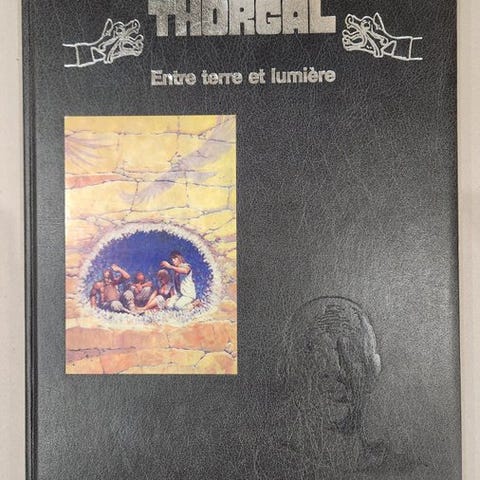 THORGAL
Entre terre et lumière